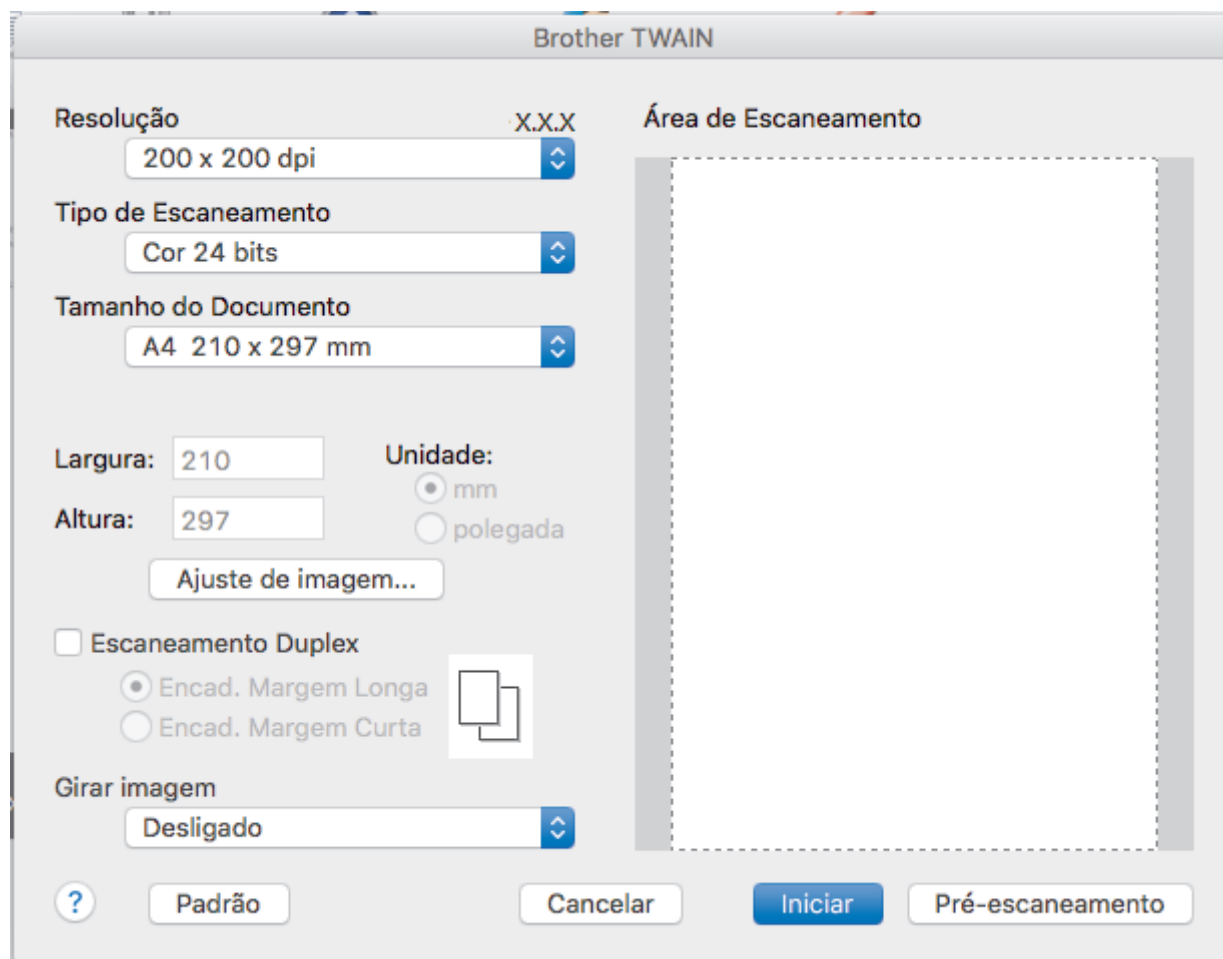 Brother TWAIN
Resolução X.X.X
200 x 200 dpi
Tipo de Escaneamento
Cor 24 bits
Tamanho do Documento
A4 210 x 297 mm
Largura: 210
Altura: 297
Unidade:
mm
polegada
Ajuste de imagem...
Escaneamento Duplex
Encad. Margem Longa
Encad. Margem Curta
Girar imagem
Desligado
Área de Escaneamento
? Padrão Cancelar Iniciar Pré-escaneamento